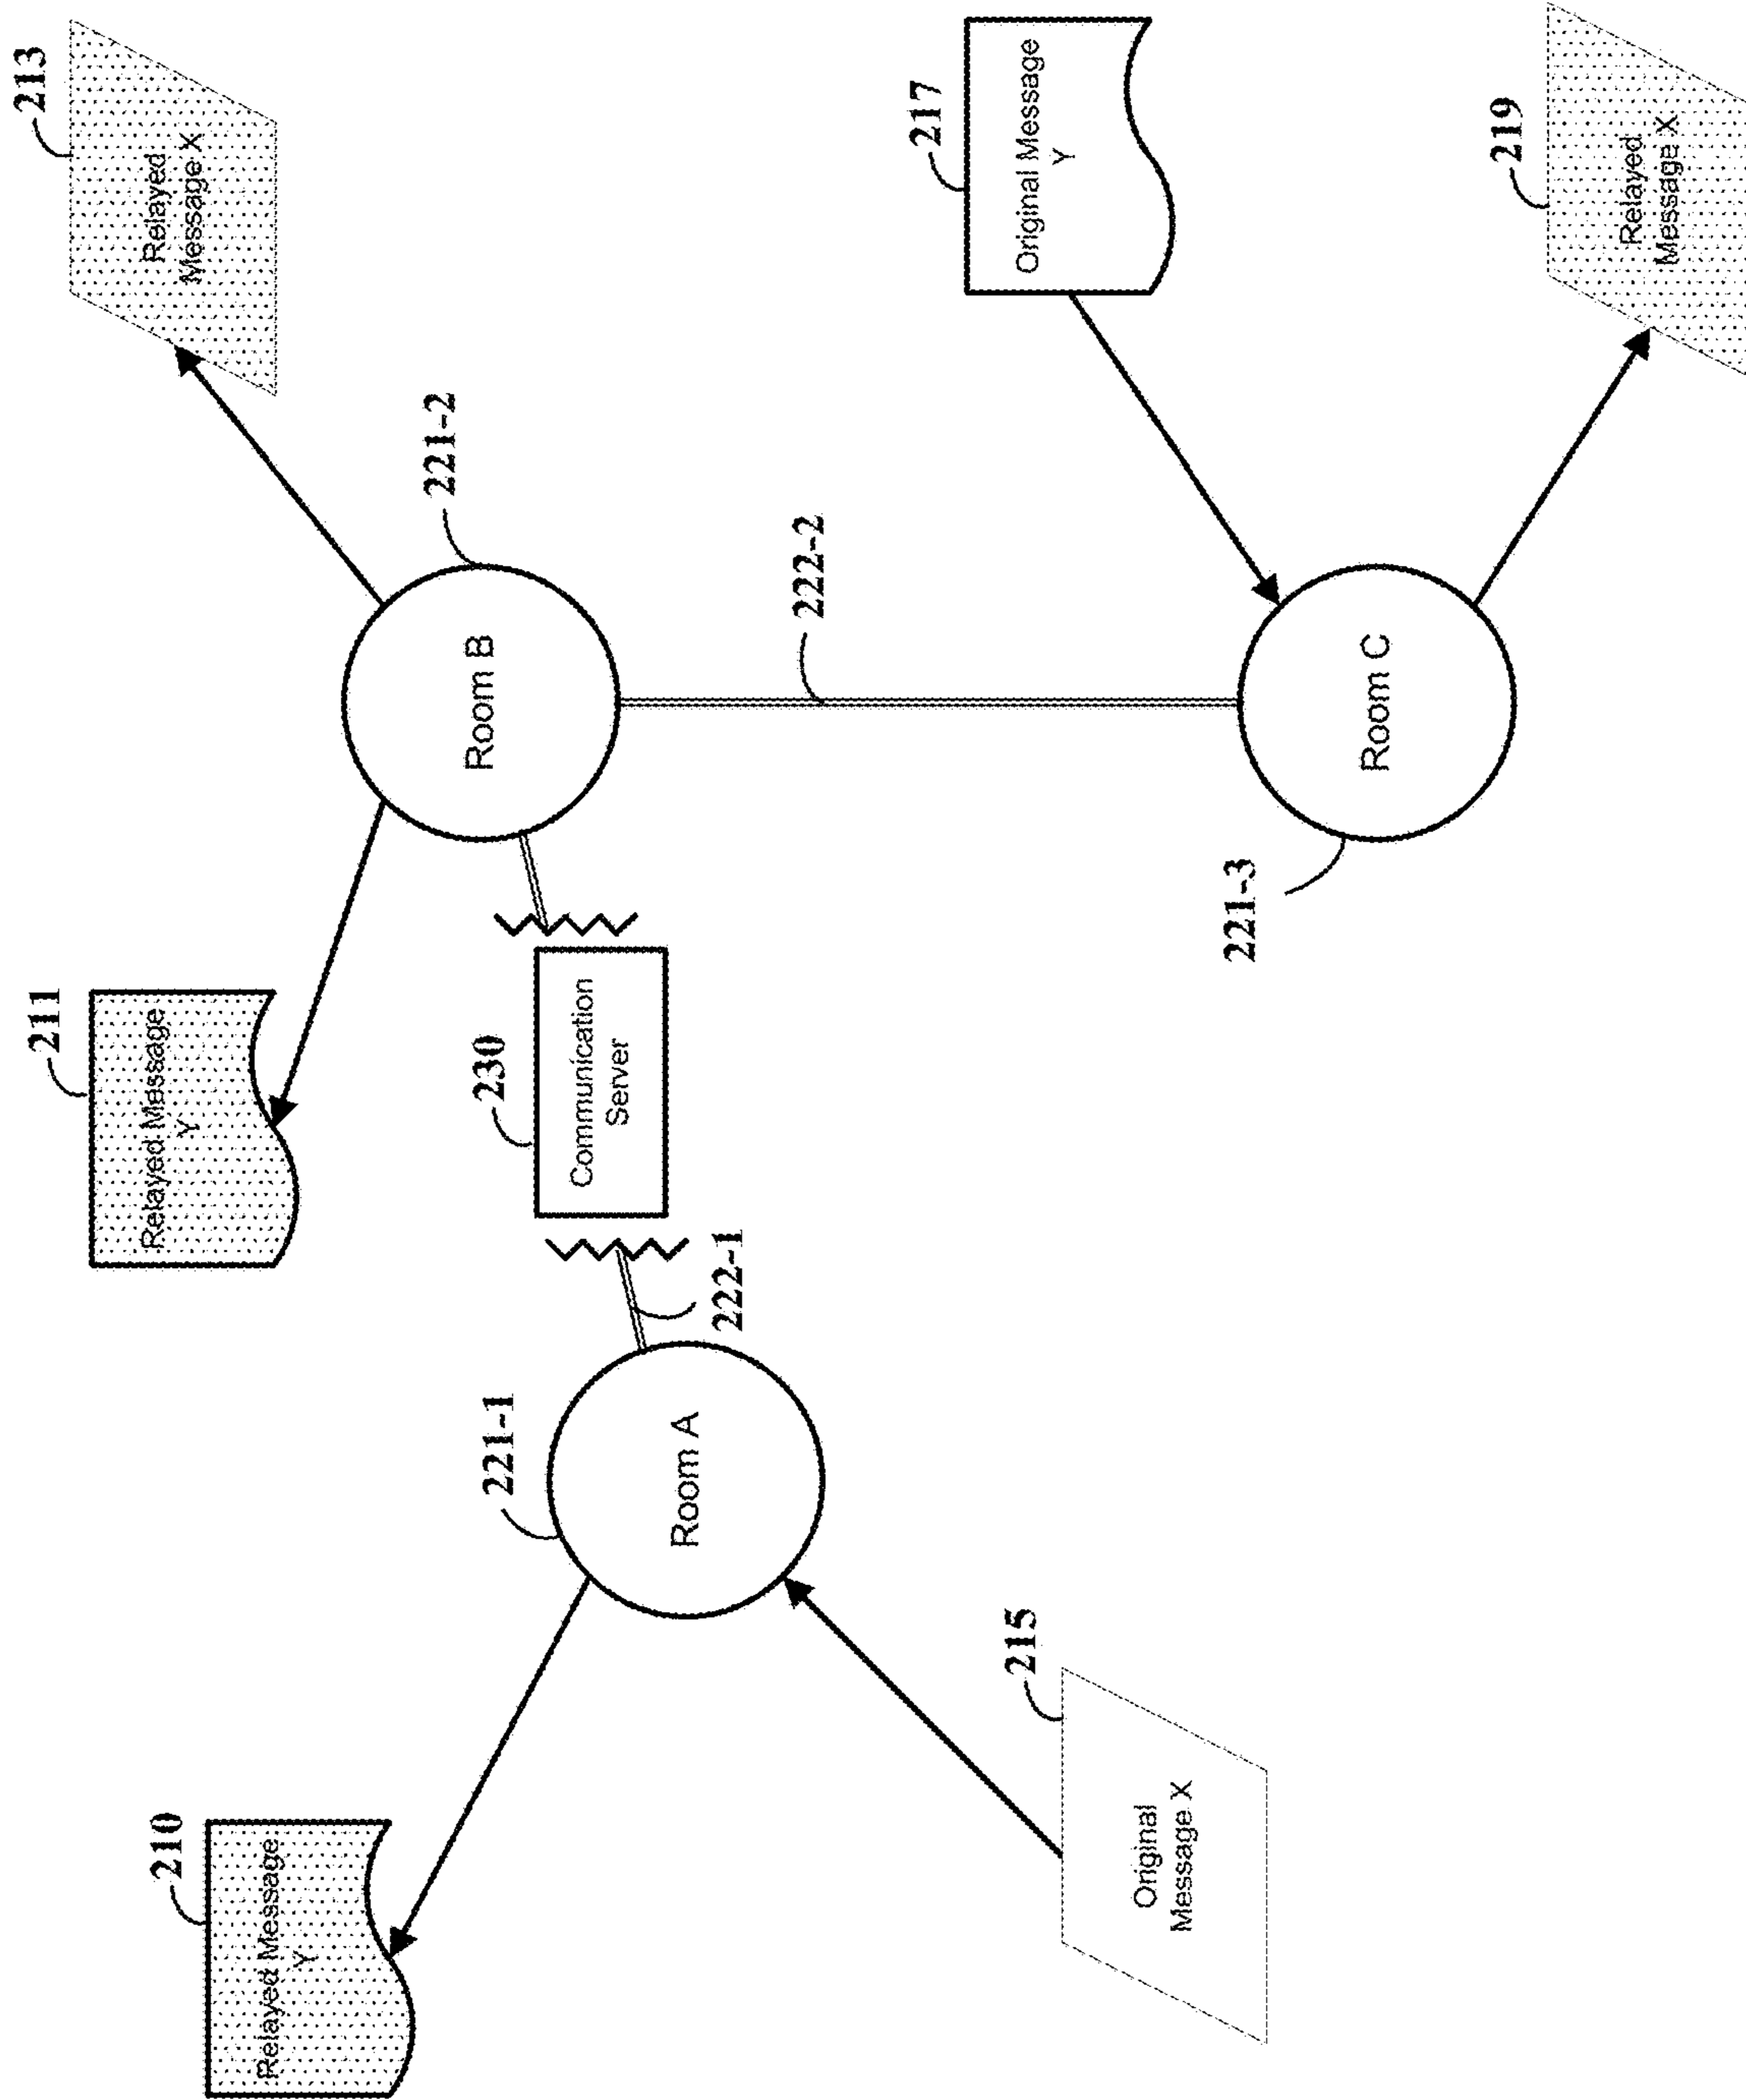 210
Relayed Message
Y
211
Relayed Message
Y
213
Relayed
Message X
221-1
Room A
222-1
230
Communication
Server
221-2
Room B
222-2
215
Original
Message X
217
Original Message
Y
221-3
Room C
219
Relayed
Message X